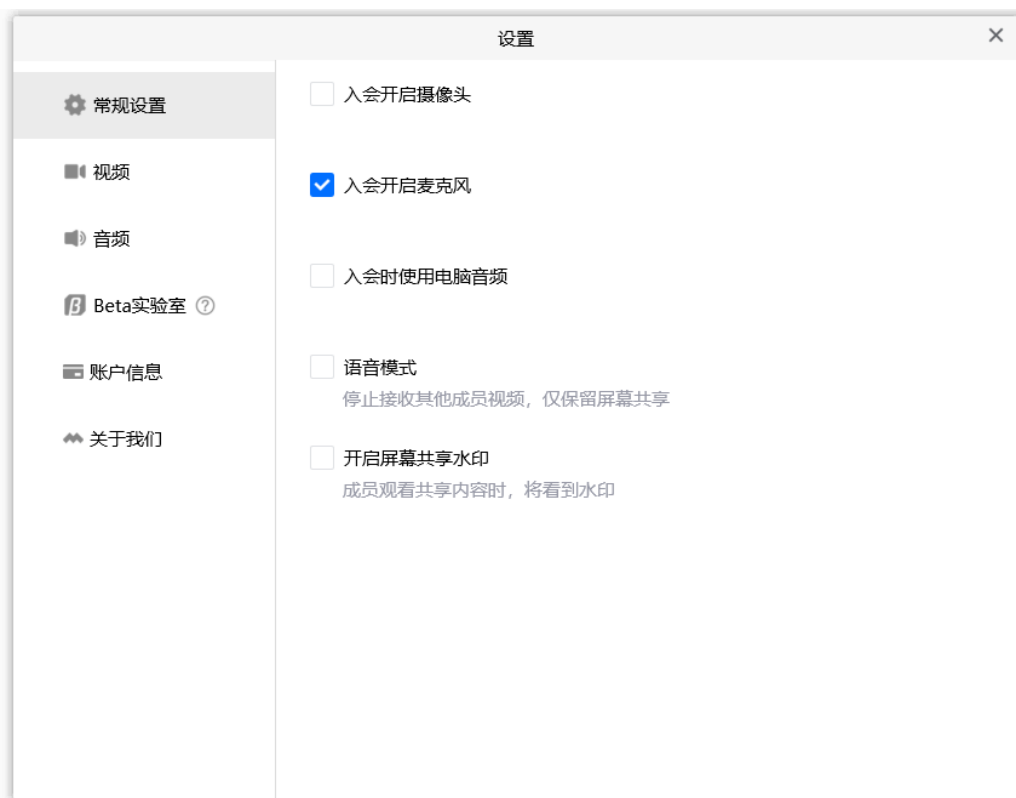 设置
常规设置
视频
音频
Beta实验室
账户信息
关于我们
入会开启摄像头
入会开启麦克风
入会时使用电脑音频
语音模式
停止接收其他成员视频，仅保留屏幕共享
开启屏幕共享水印
成员观看共享内容时，将看到水印